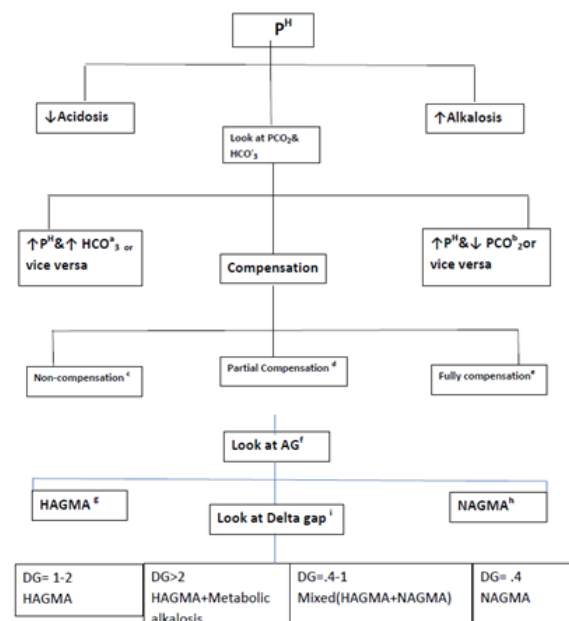 Pᴴ
↓Acidosis
↑Alkalosis
Look at PCO₂&
HCO⁻₃
↑Pᴴ&↑ HCOᵃ₃ or
vice versa
Compensation
↑Pᴴ&↓ PCOᵇ₂or
vice versa
Non-compensation ᶜ
Partial Compensation ᵈ
Fully compensationᵉ
Look at AGᶠ
HAGMA ᵍ
Look at Delta gap ⁱ
NAGMAʰ
DG= 1-2
HAGMA
DG>2
HAGMA+Metabolic
alkalosis
DG=.4-1
Mixed(HAGMA+NAGMA)
DG= .4
NAGMA